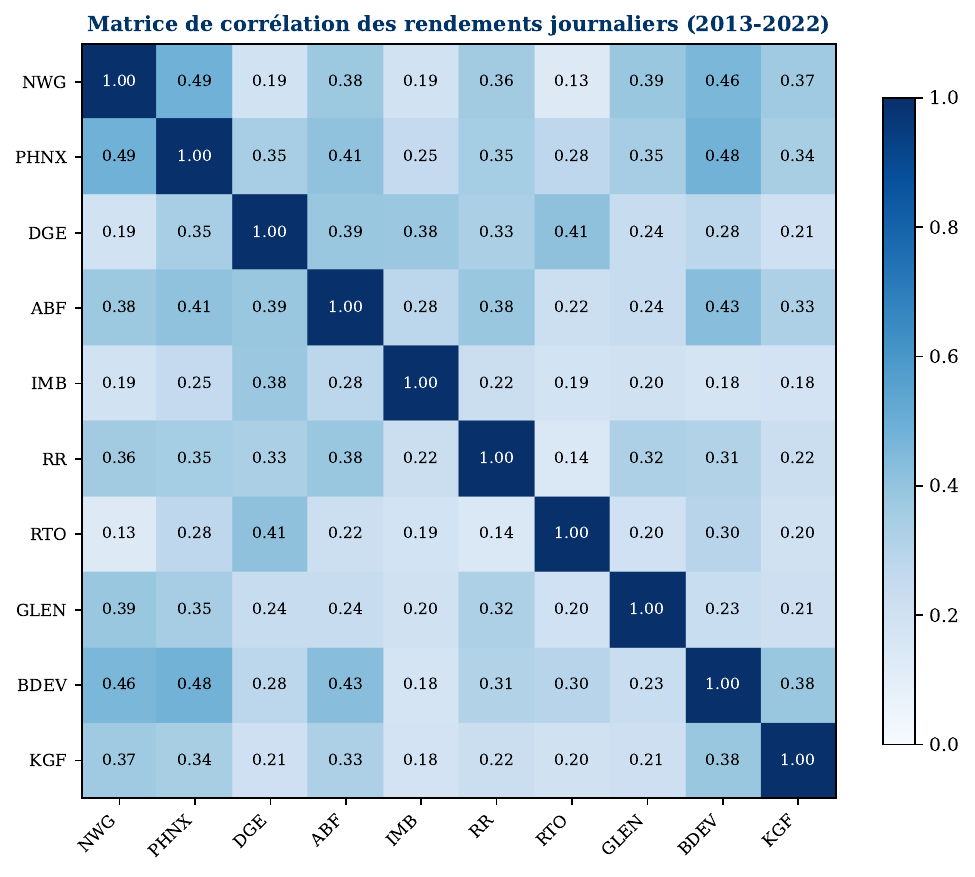 Matrice de corrélation des rendements journaliers (2013-2022)
NWG 1.00 0.49 0.19 0.38 0.19 0.36 0.13 0.39 0.46 0.37
PHNX 0.49 1.00 0.35 0.41 0.25 0.35 0.28 0.35 0.48 0.34
DGE 0.19 0.35 1.00 0.39 0.38 0.33 0.41 0.24 0.28 0.21
ABF 0.38 0.41 0.39 1.00 0.28 0.38 0.22 0.24 0.43 0.33
IMB 0.19 0.25 0.38 0.28 1.00 0.22 0.19 0.20 0.18 0.18
RR 0.36 0.35 0.33 0.38 0.22 1.00 0.14 0.32 0.31 0.22
RTO 0.13 0.28 0.41 0.22 0.19 0.14 1.00 0.20 0.30 0.20
GLEN 0.39 0.35 0.24 0.24 0.20 0.32 0.20 1.00 0.23 0.21
BDEV 0.46 0.48 0.28 0.43 0.18 0.31 0.30 0.23 1.00 0.38
KGF 0.37 0.34 0.21 0.33 0.18 0.22 0.20 0.21 0.38 1.00
NWG PHNX DGE ABF IMB RR RTO GLEN BDEV KGF
1.0
0.8
0.6
0.4
0.2
0.0